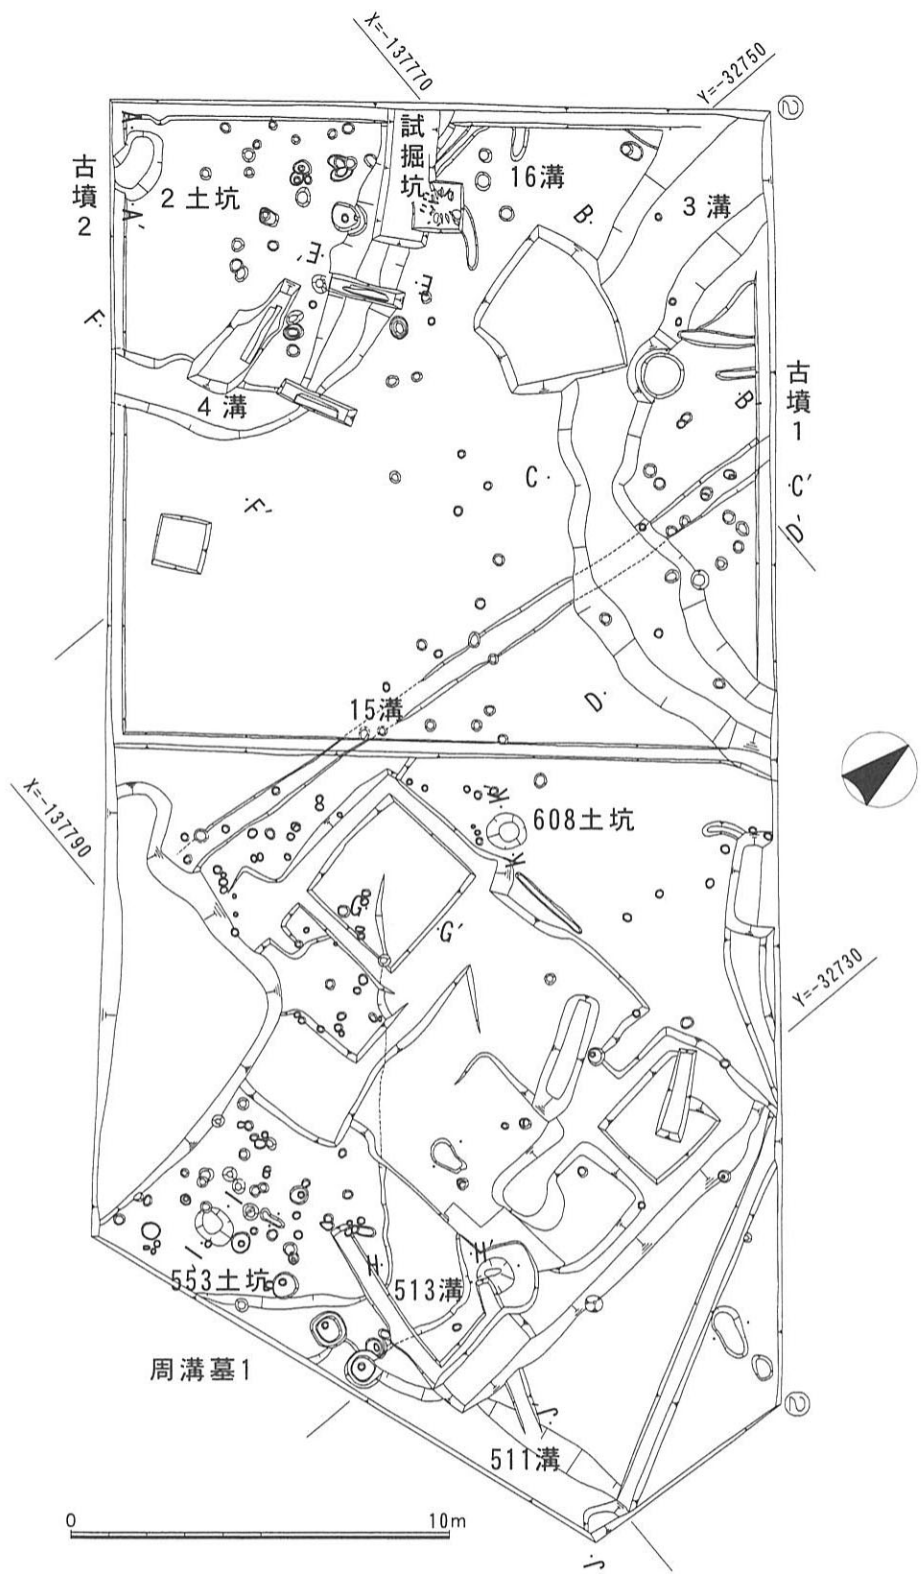 X=-137770
Y=-32750
②
試掘坑
古墳2
2土坑
A
A'
16溝
3溝
B
E'
E
F
4溝
古墳1
B
C
C'
D'
F'
D
15溝
X=-137790
K
608土坑
K'
G
G'
Y=-32730
H
H'
513溝
553土坑
周溝墓1
J'
②
511溝
0
10m
J